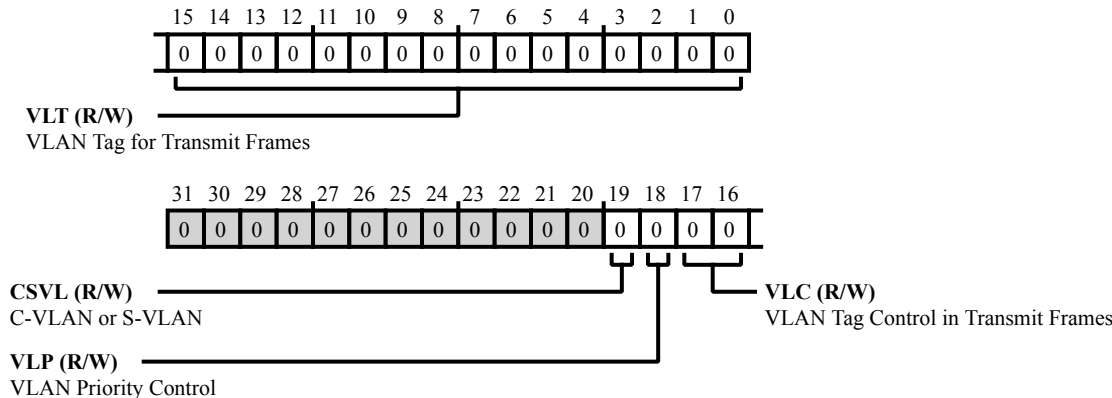 15 14 13 12 11 10 9 8 7 6 5 4 3 2 1 0
0 0 0 0 0 0 0 0 0 0 0 0 0 0 0 0
VLT (R/W)
VLAN Tag for Transmit Frames
31 30 29 28 27 26 25 24 23 22 21 20 19 18 17 16
0 0 0 0 0 0 0 0 0 0 0 0 0 0 0 0
CSVL (R/W)
C-VLAN or S-VLAN
VLC (R/W)
VLAN Tag Control in Transmit Frames
VLP (R/W)
VLAN Priority Control